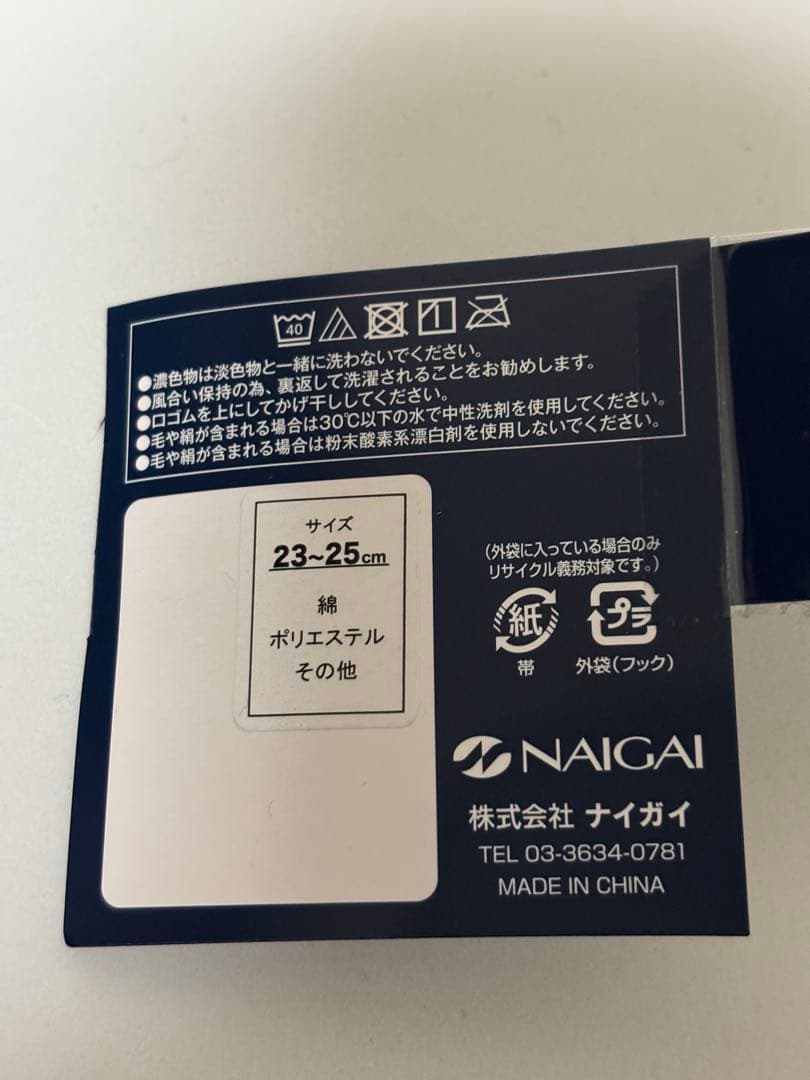 40
●濃色物は淡色物と一緒に洗わないでください。
●風合い保持の為、裏返して洗濯されることをお勧めします。
●口ゴムを上にしてかげ干ししてください。
●毛や絹が含まれる場合は30℃以下の水で中性洗剤を使用してください。
●毛や絹が含まれる場合は粉末酸素系漂白剤を使用しないでください。
サイズ
23~25cm
綿
ポリエステル
その他
(外袋に入っている場合のみ
リサイクル義務対象です。)
紙 プラ
帯 外袋(フック)
NAIGAI
株式会社 ナイガイ
TEL 03-3634-0781
MADE IN CHINA